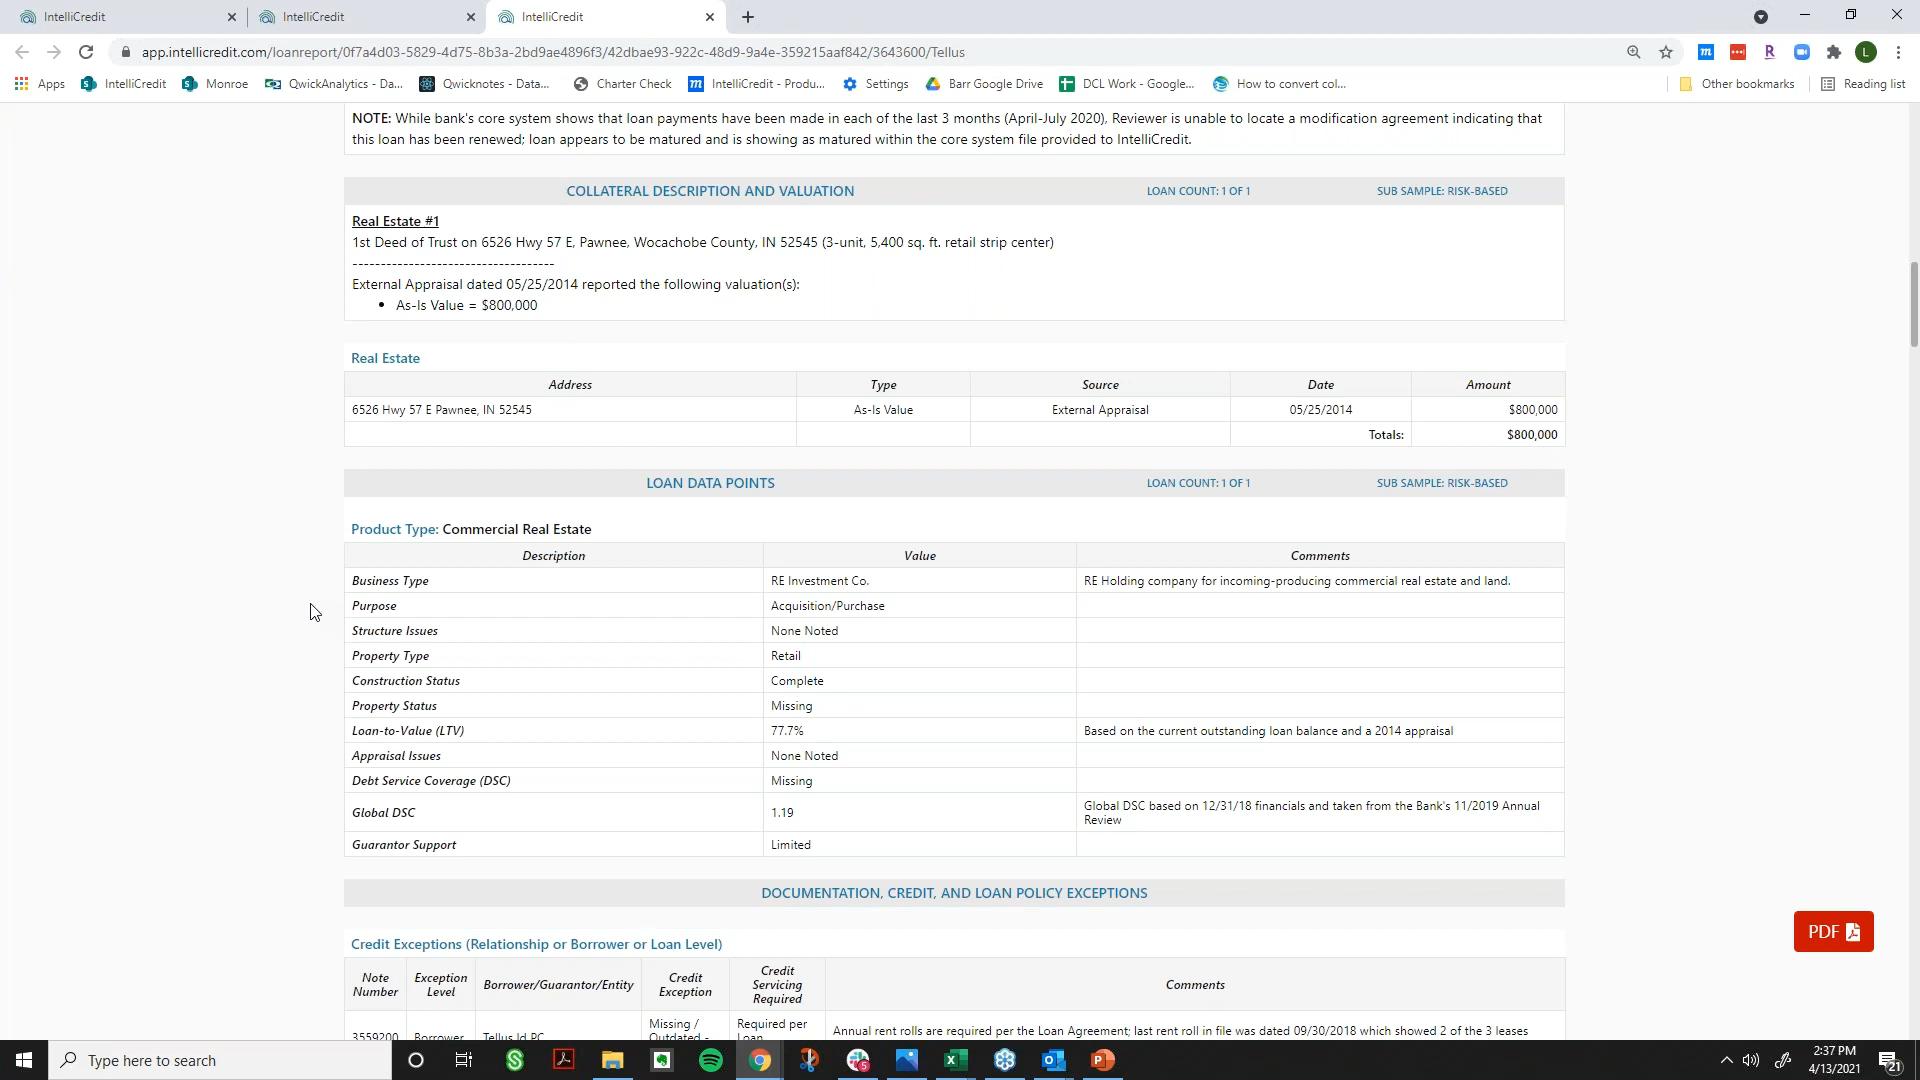 IntelliCredit
IntelliCredit
IntelliCredit
app.intellicredit.com/loanreport/0f7a4d03-5829-4d75-8b3a-2bd9ae4896f3/42dbae93-922c-48d9-9a4e-359215aaf842/3643600/Tellus
Apps IntelliCredit Monroe QwickAnalytics - Da... Qwicknotes - Data... Charter Check IntelliCredit - Produ... Settings Barr Google Drive DCL Work - Google... How to convert col... Other bookmarks Reading list
NOTE: While bank's core system shows that loan payments have been made in each of the last 3 months (April-July 2020), Reviewer is unable to locate a modification agreement indicating that
this loan has been renewed; loan appears to be matured and is showing as matured within the core system file provided to IntelliCredit.
COLLATERAL DESCRIPTION AND VALUATION LOAN COUNT: 1 OF 1 SUB SAMPLE: RISK-BASED
Real Estate #1
1st Deed of Trust on 6526 Hwy 57 E, Pawnee, Wocachobe County, IN 52545 (3-unit, 5,400 sq. ft. retail strip center)
------------------------------------
External Appraisal dated 05/25/2014 reported the following valuation(s):
• As-Is Value = $800,000
Real Estate
Address Type Source Date Amount
6526 Hwy 57 E Pawnee, IN 52545 As-Is Value External Appraisal 05/25/2014 $800,000
Totals: $800,000
LOAN DATA POINTS LOAN COUNT: 1 OF 1 SUB SAMPLE: RISK-BASED
Product Type: Commercial Real Estate
Description Value Comments
Business Type RE Investment Co. RE Holding company for incoming-producing commercial real estate and land.
Purpose Acquisition/Purchase
Structure Issues None Noted
Property Type Retail
Construction Status Complete
Property Status Missing
Loan-to-Value (LTV) 77.7% Based on the current outstanding loan balance and a 2014 appraisal
Appraisal Issues None Noted
Debt Service Coverage (DSC) Missing
Global DSC 1.19 Global DSC based on 12/31/18 financials and taken from the Bank's 11/2019 Annual
Review
Guarantor Support Limited
DOCUMENTATION, CREDIT, AND LOAN POLICY EXCEPTIONS
PDF
Credit Exceptions (Relationship or Borrower or Loan Level)
Note
Number
Exception
Level
Borrower/Guarantor/Entity
Credit
Exception
Credit
Servicing
Required
Comments
3559200 Borrower Tellus Id PC
Missing /
Outdated -
Required per
Loan
Annual rent rolls are required per the Loan Agreement; last rent roll in file was dated 09/30/2018 which showed 2 of the 3 leases
Type here to search
2:37 PM
4/13/2021
21